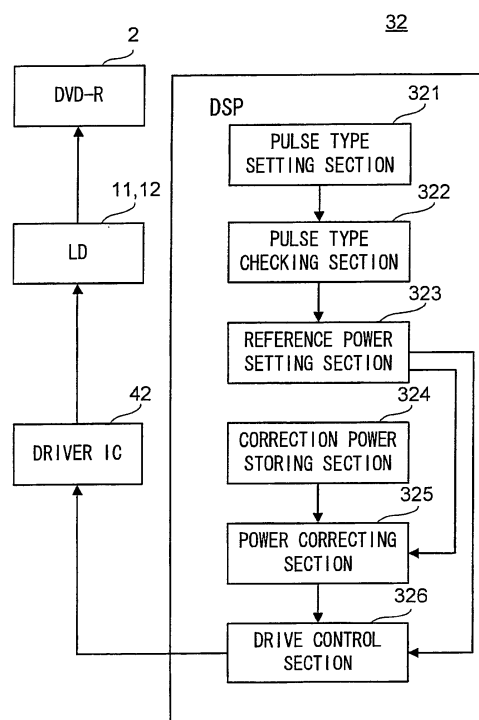 32
2
DVD-R
11,12
LD
42
DRIVER IC
DSP
321
PULSE TYPE
SETTING SECTION
322
PULSE TYPE
CHECKING SECTION
323
REFERENCE POWER
SETTING SECTION
324
CORRECTION POWER
STORING SECTION
325
POWER CORRECTING
SECTION
326
DRIVE CONTROL
SECTION